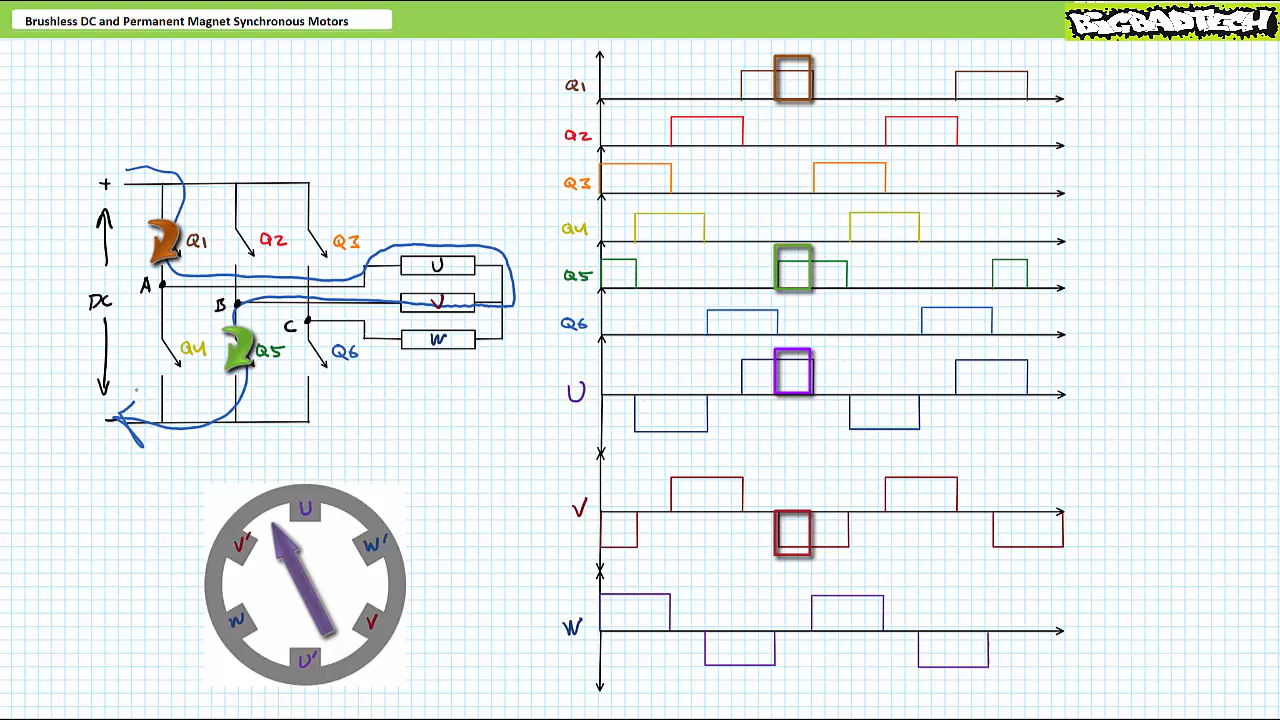 Brushless DC and Permanent Magnet Synchronous Motors
BIGBADTECH
Q1
Q2
Q3
Q4
Q5
Q6
U
V
W
+
Q1 Q2 Q3
A
U
DC
B
V
C
W
Q4 Q5 Q6
-
U
V' W'
W V
U'